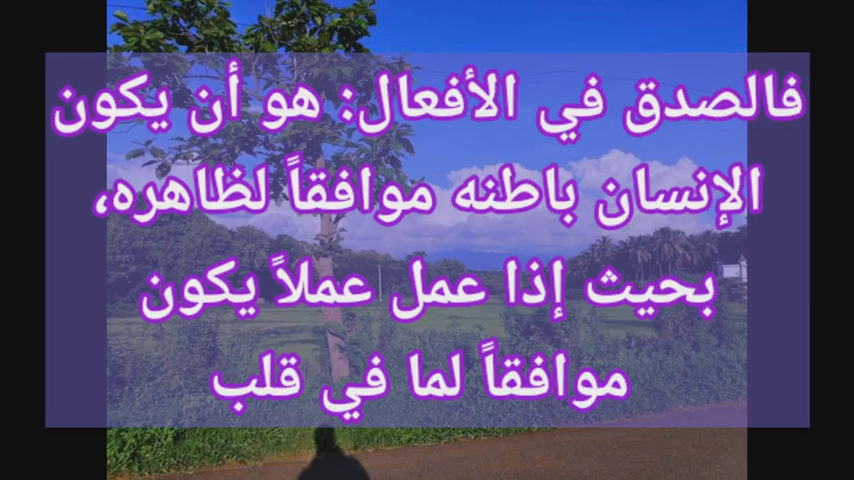 فالصدق في الأفعال: هو أن يكون
الإنسان باطنه موافقاً لظاهره،
بحيث إذا عمل عملاً يكون
موافقاً لما في قلب